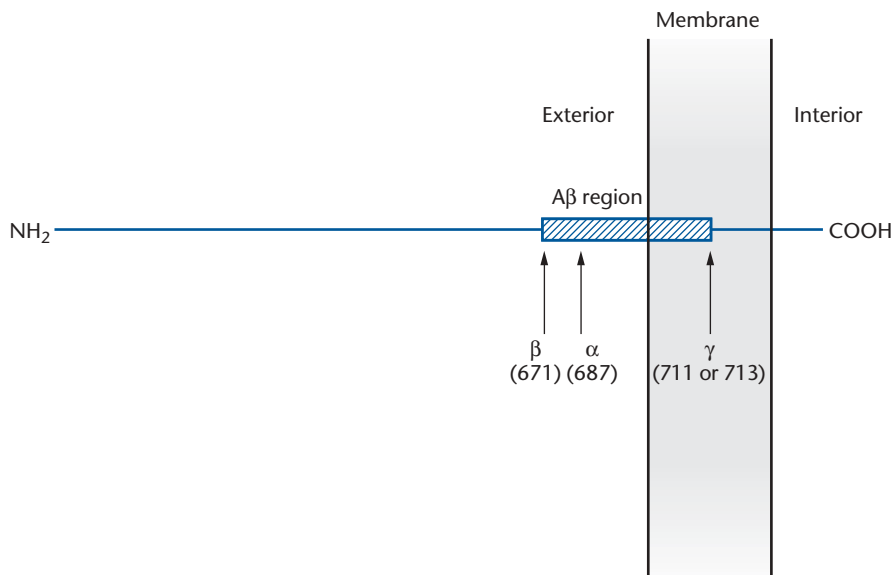 Membrane
Exterior
Interior
Aβ region
NH₂
COOH
β
α
γ
(671)
(687)
(711 or 713)